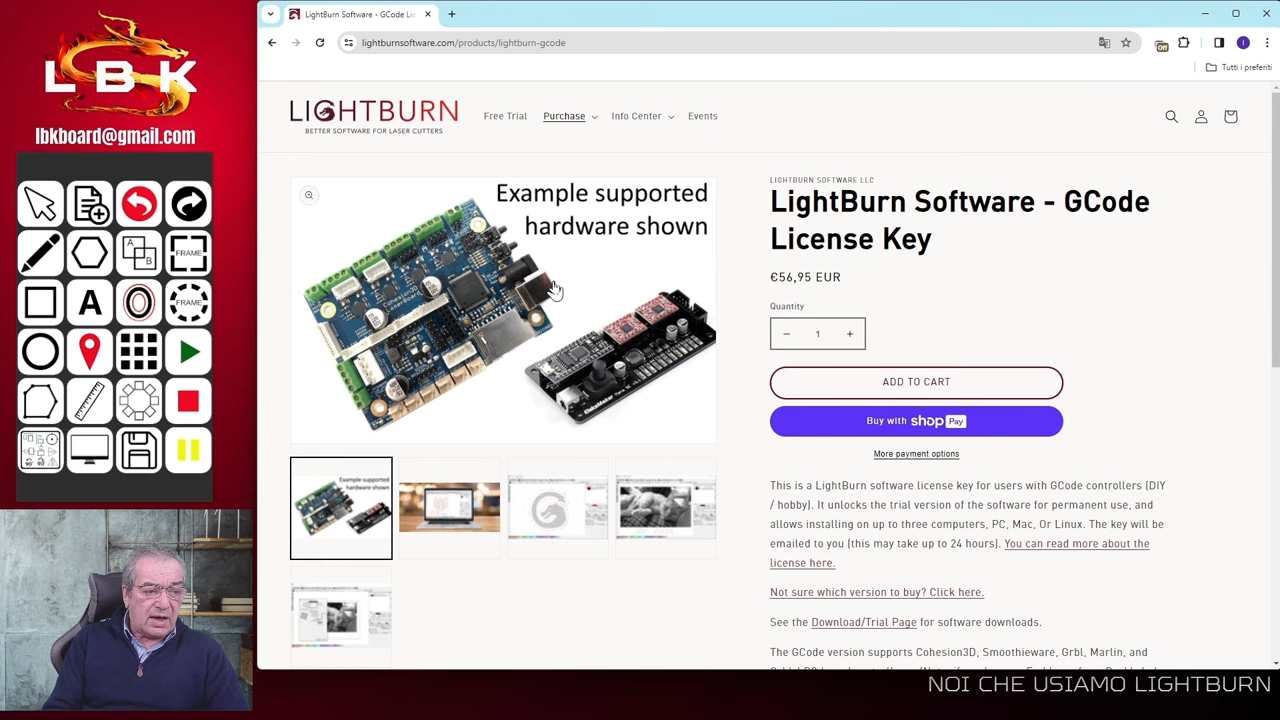 LBK
lbkboard@gmail.com
A
B
FRAME
A
FRAME
LightBurn Software - GCode Lic
lightburnsoftware.com/products/lightburn-gcode
Off
I
Tutti i preferiti
LIGHTBURN
BETTER SOFTWARE FOR LASER CUTTERS
Free Trial
Purchase
Info Center
Events
Example supported
hardware shown
Example supported
hardware shown
LIGHTBURN SOFTWARE LLC
LightBurn Software - GCode
License Key
€56,95 EUR
Quantity
− 1 +
ADD TO CART
Buy with shop Pay
More payment options
This is a LightBurn software license key for users with GCode controllers (DIY
/ hobby). It unlocks the trial version of the software for permanent use, and
allows installing on up to three computers, PC, Mac, Or Linux. The key will be
emailed to you (this may take up to 24 hours). You can read more about the
license here.
Not sure which version to buy? Click here.
See the Download/Trial Page for software downloads.
The GCode version supports Cohesion3D, Smoothieware, Grbl, Marlin, and
NOI CHE USIAMO LIGHTBURN